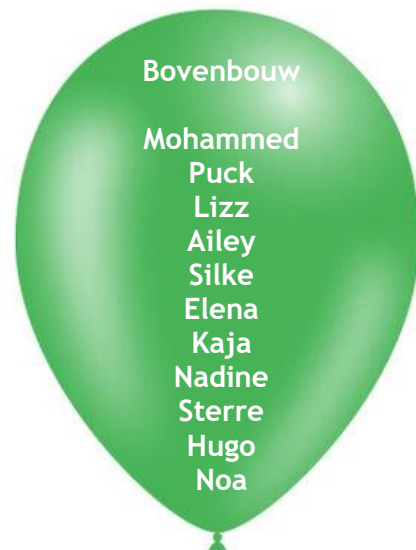 Bovenbouw
Mohammed
Puck
Lizz
Ailey
Silke
Elena
Kaja
Nadine
Sterre
Hugo
Noa